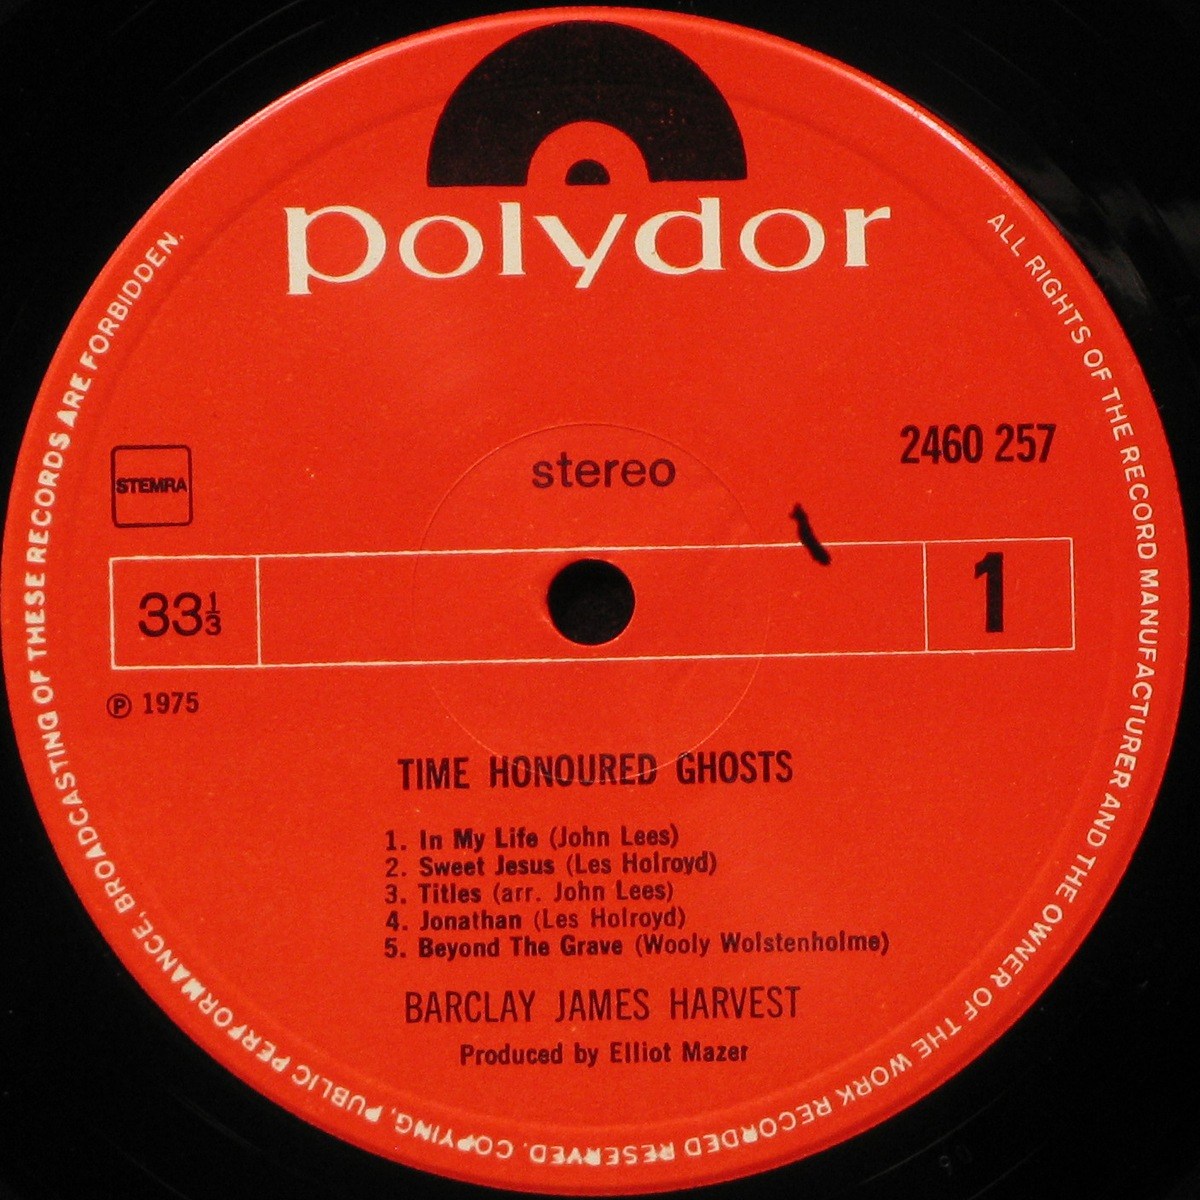 polydor
stereo
2460 257
STEMRA
33⅓
1
℗ 1975
TIME HONOURED GHOSTS
1. In My Life (John Lees)
2. Sweet Jesus (Les Holroyd)
3. Titles (arr. John Lees)
4. Jonathan (Les Holroyd)
5. Beyond The Grave (Wooly Wolstenholme)
BARCLAY JAMES HARVEST
Produced by Elliot Mazer
ALL RIGHTS OF THE RECORD MANUFACTURER AND THE OWNER OF THE WORK RECORDED RESERVED. COPYING, PUBLIC PERFORMANCE, BROADCASTING OF THESE RECORDS ARE FORBIDDEN.